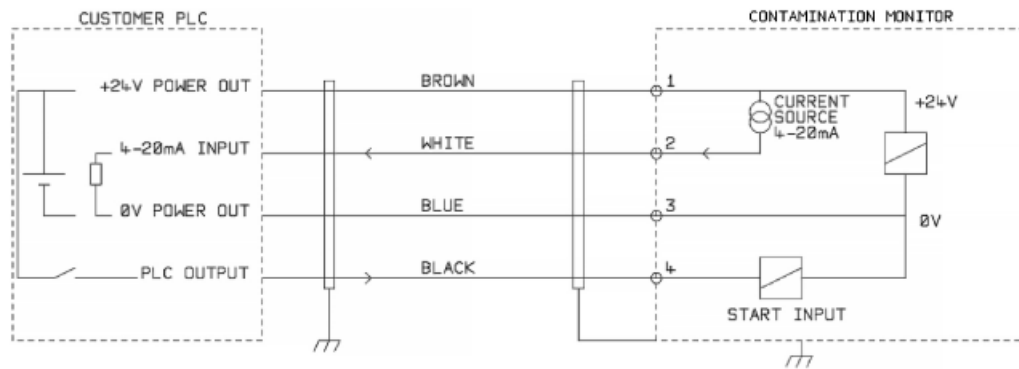 CUSTOMER PLC
CONTAMINATION MONITOR
+24V POWER OUT
BROWN
1
CURRENT
SOURCE
4-20mA
+24V
4-20mA INPUT
WHITE
2
0V POWER OUT
BLUE
3
0V
PLC OUTPUT
BLACK
4
START INPUT